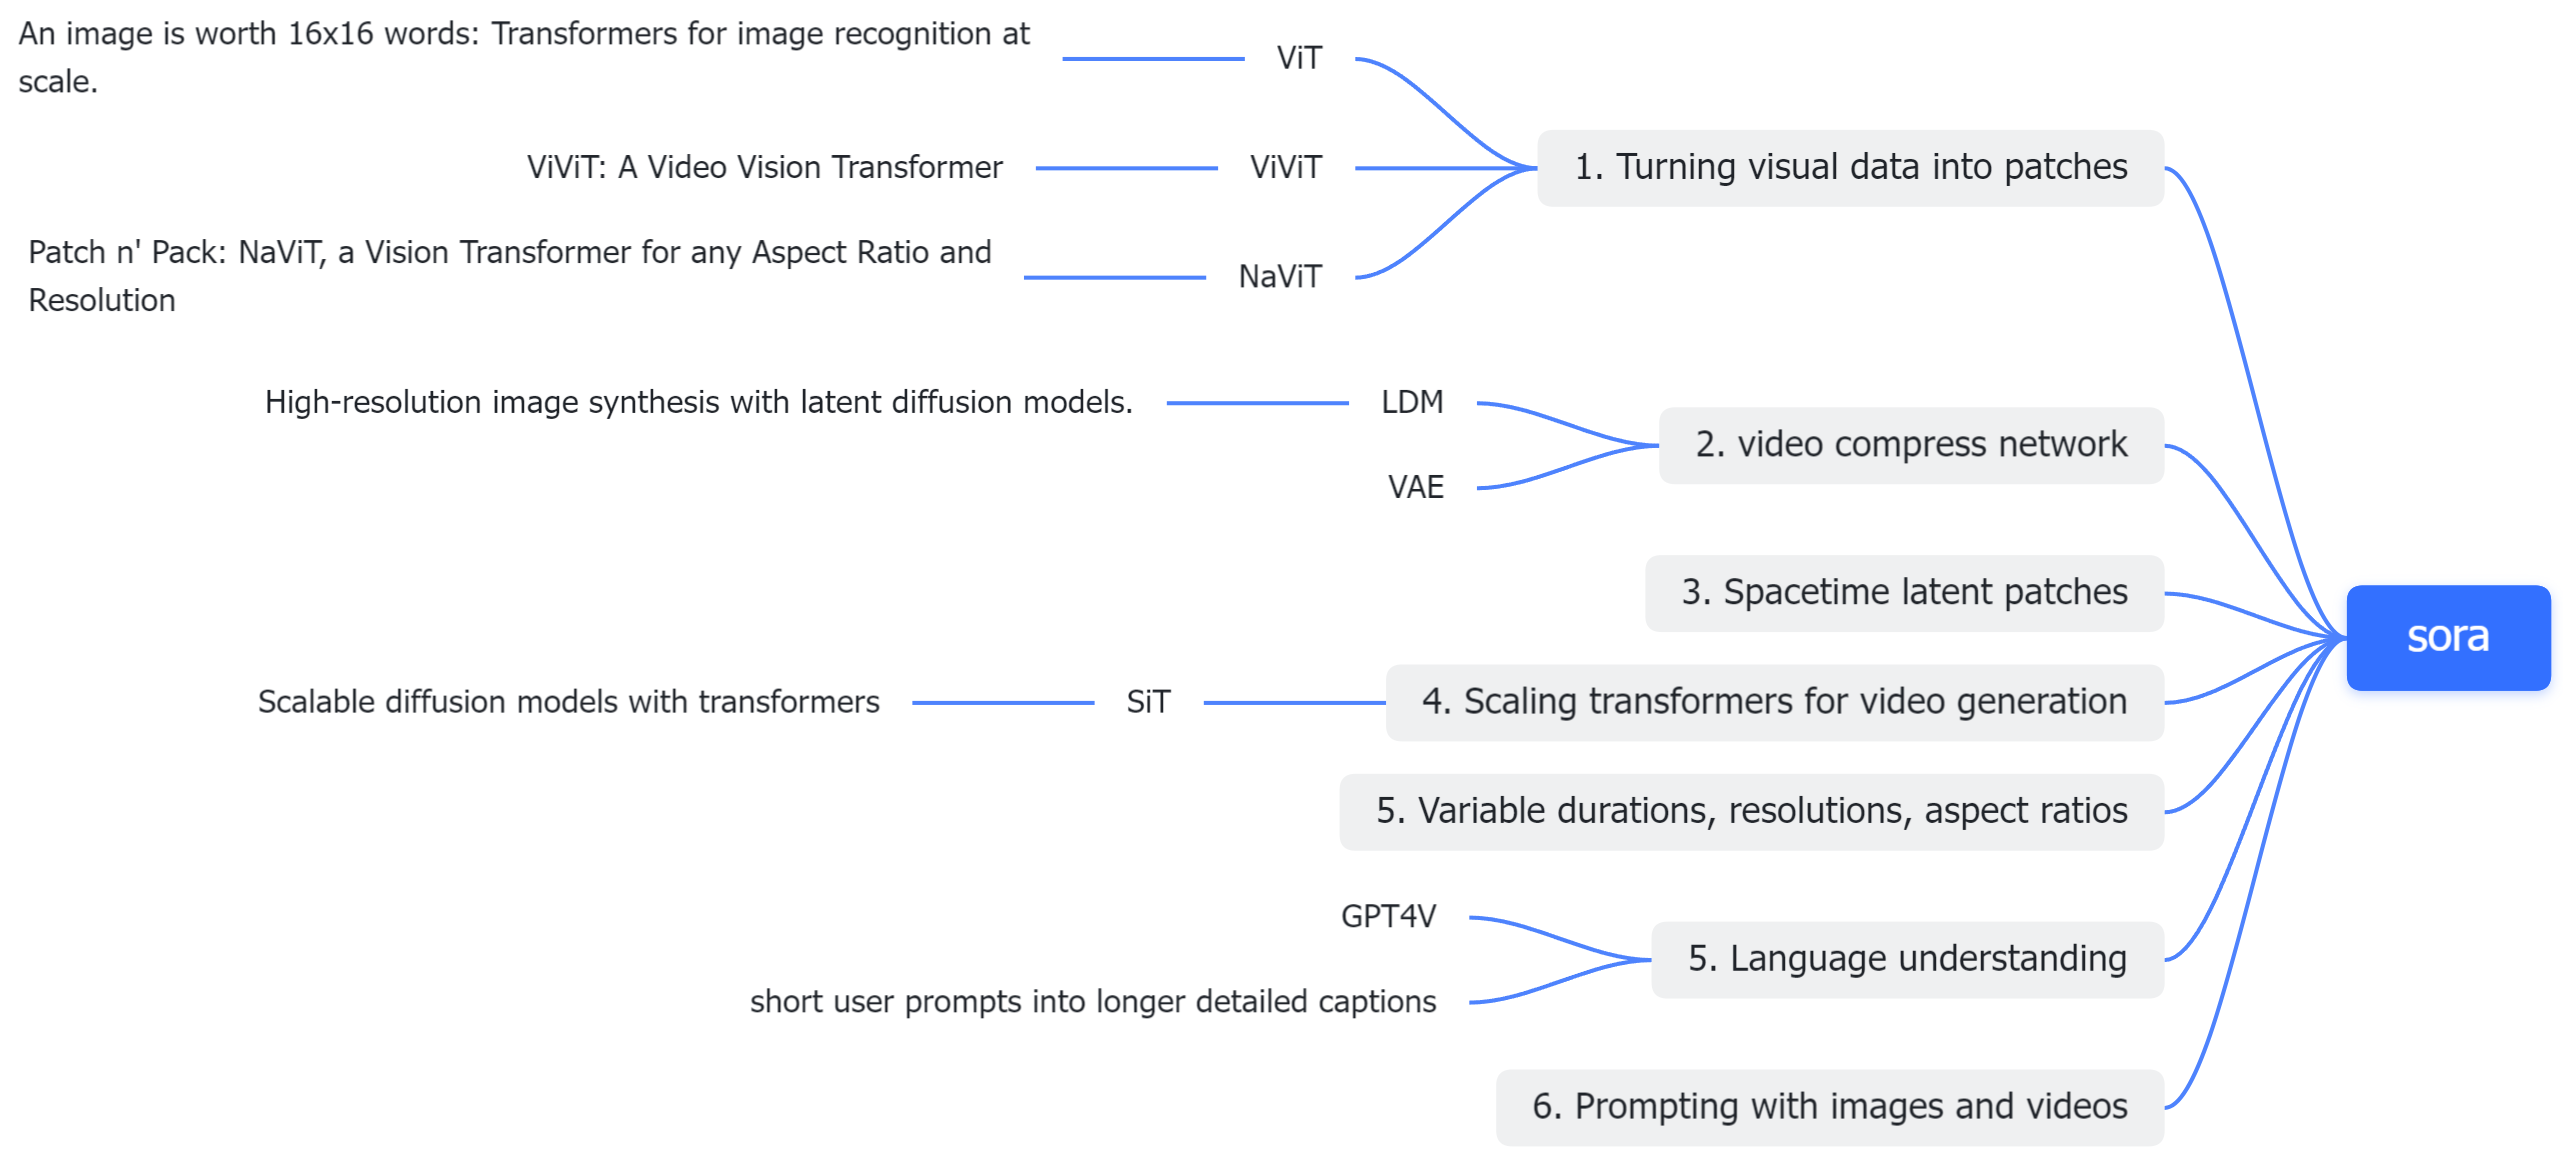 An image is worth 16x16 words: Transformers for image recognition at
scale.
ViT
ViViT: A Video Vision Transformer
ViViT
1. Turning visual data into patches
Patch n' Pack: NaViT, a Vision Transformer for any Aspect Ratio and
Resolution
NaViT
High-resolution image synthesis with latent diffusion models.
LDM
2. video compress network
VAE
3. Spacetime latent patches
sora
Scalable diffusion models with transformers
SiT
4. Scaling transformers for video generation
5. Variable durations, resolutions, aspect ratios
GPT4V
5. Language understanding
short user prompts into longer detailed captions
6. Prompting with images and videos